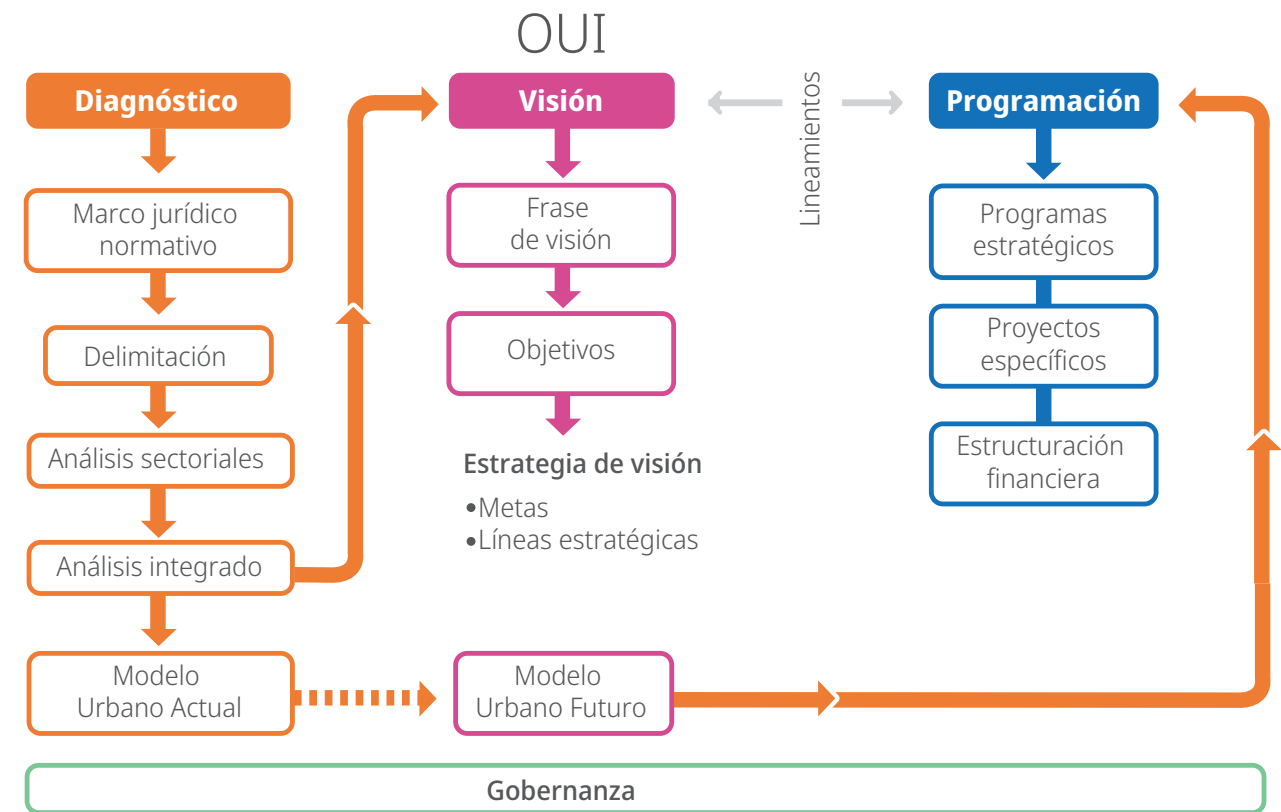 OUI
Diagnóstico
Marco jurídico
normativo
Delimitación
Análisis sectoriales
Análisis integrado
Modelo
Urbano Actual
Visión
Frase
de visión
Objetivos
Estrategia de visión
•Metas
•Líneas estratégicas
Modelo
Urbano Futuro
Lineamientos
Programación
Programas
estratégicos
Proyectos
específicos
Estructuración
financiera
Gobernanza